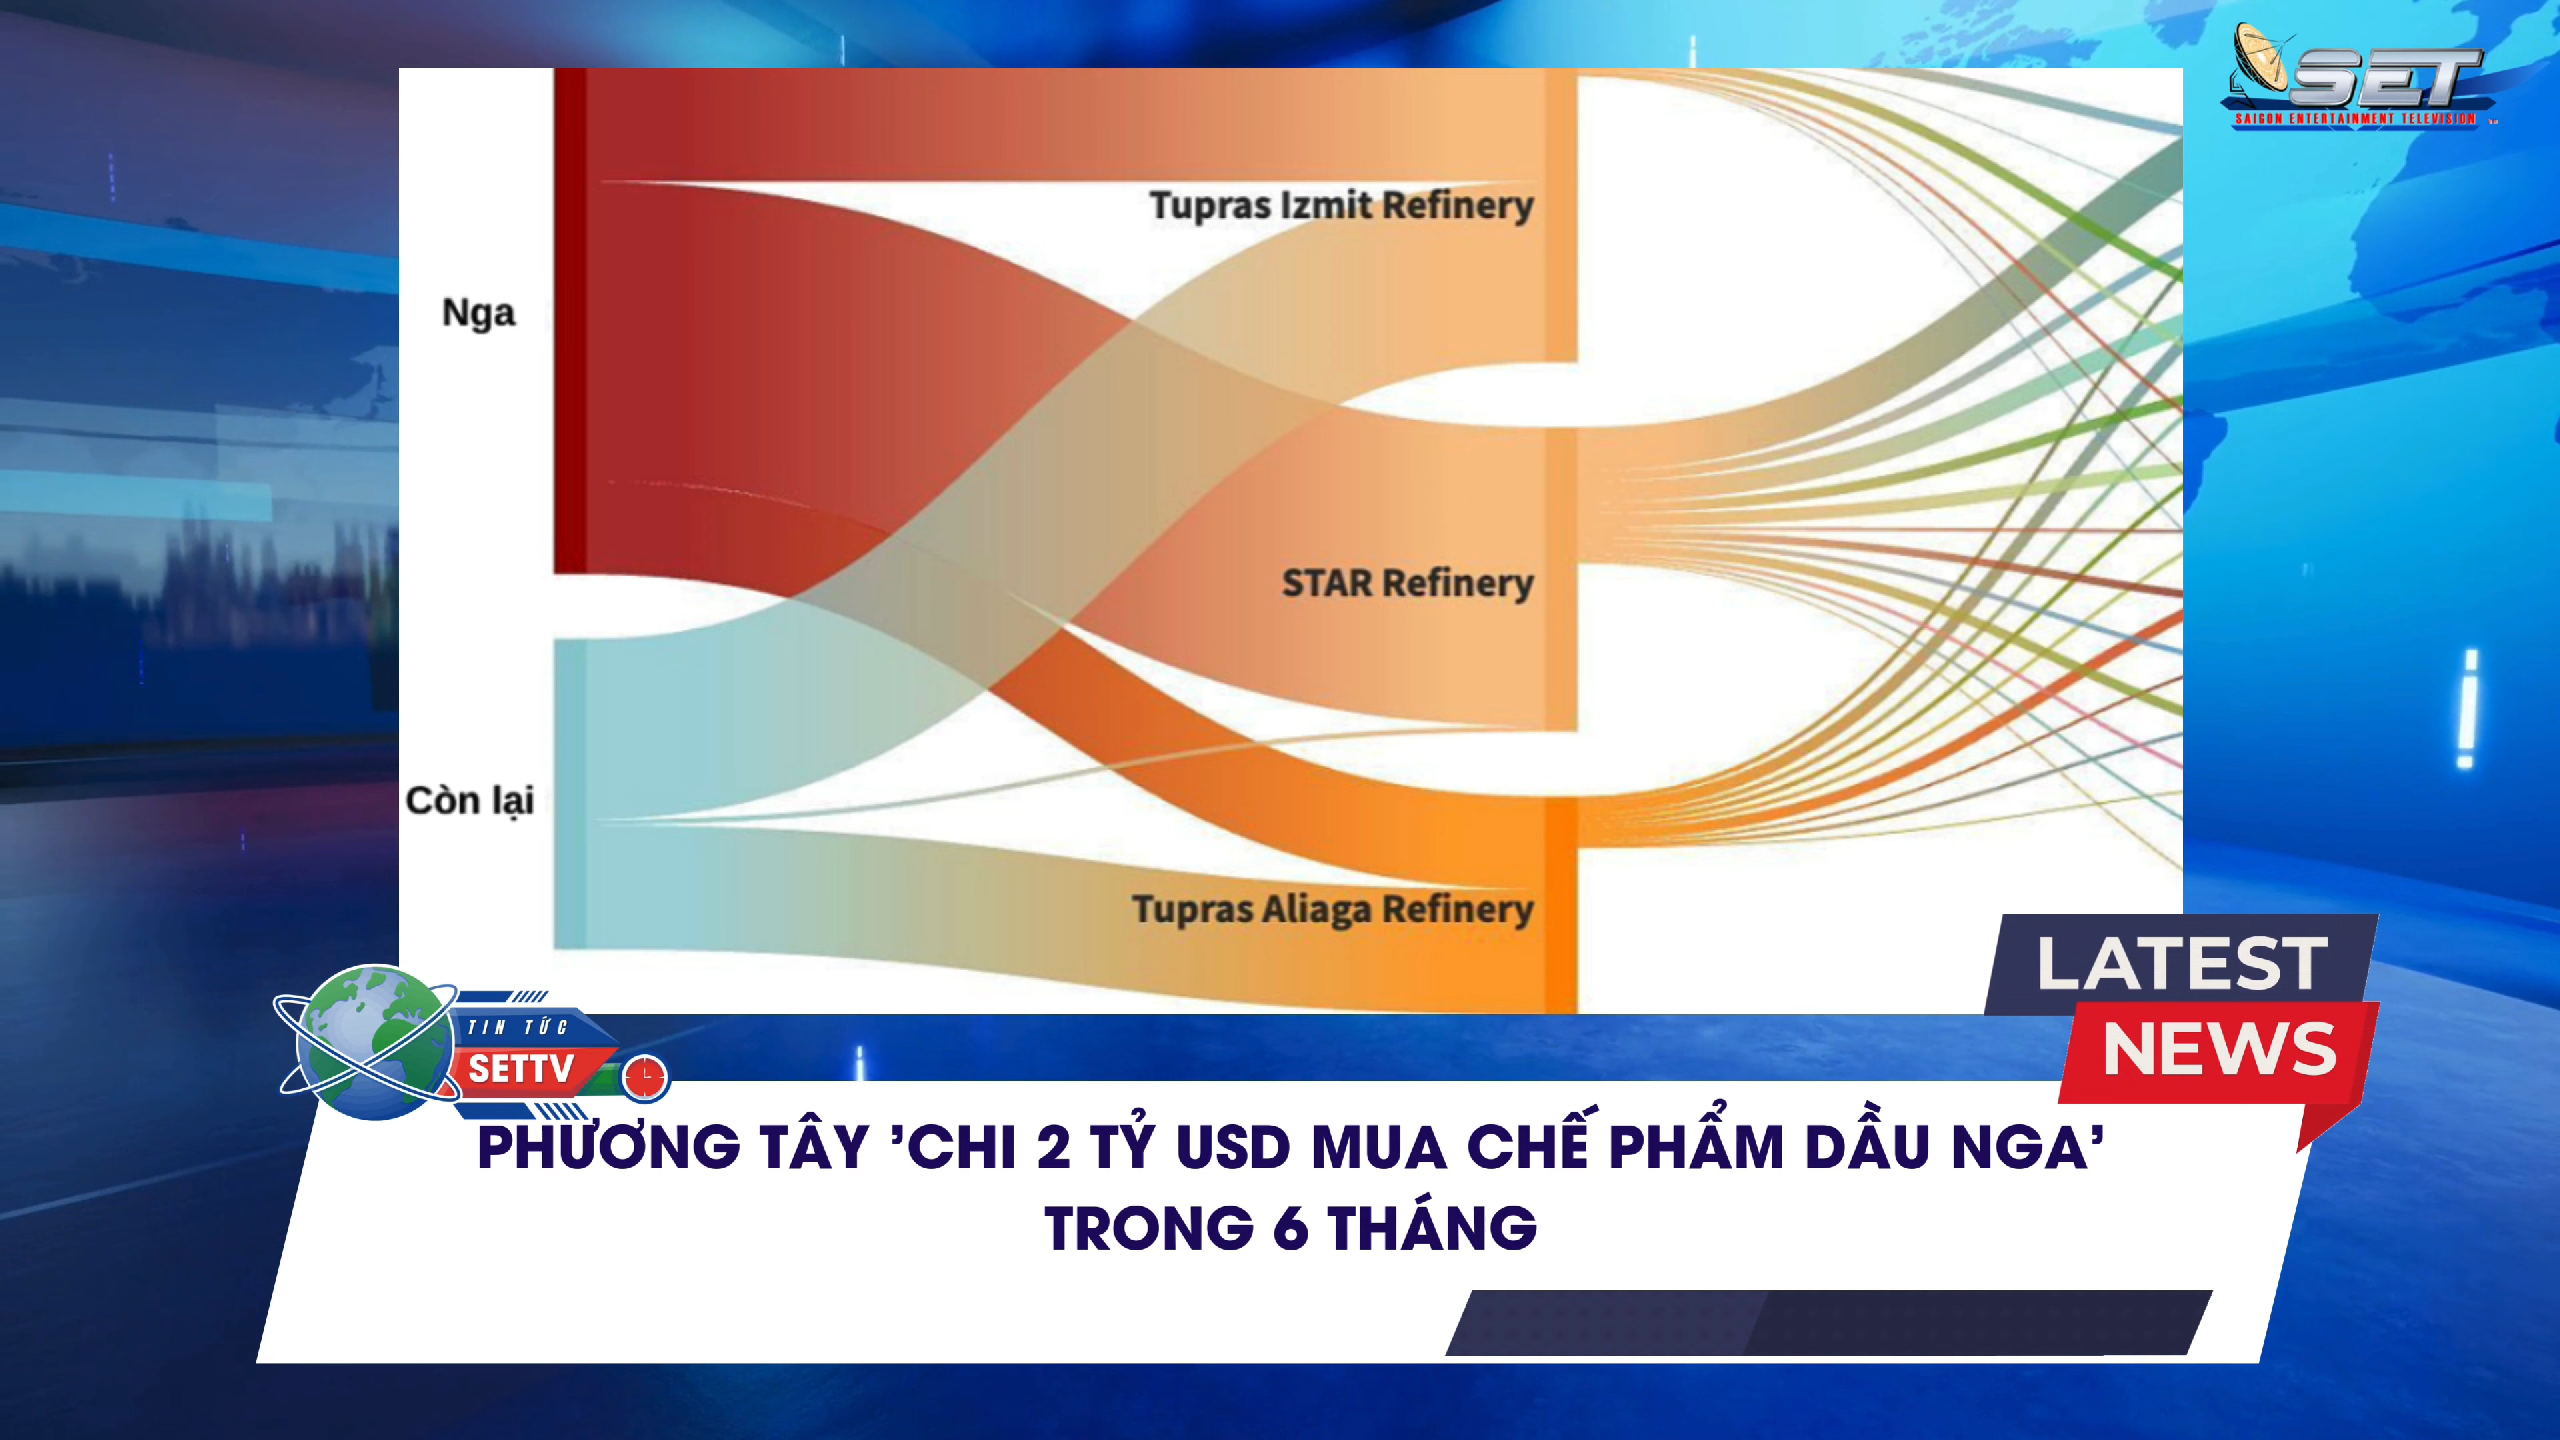 SET
SAIGON ENTERTAINMENT TELEVISION
Tupras Izmit Refinery
Nga
STAR Refinery
Còn lại
Tupras Aliaga Refinery
LATEST
NEWS
TIN TỨC
SETTV
PHƯƠNG TÂY ’CHI 2 TỶ USD MUA CHẾ PHẨM DẦU NGA’
TRONG 6 THÁNG